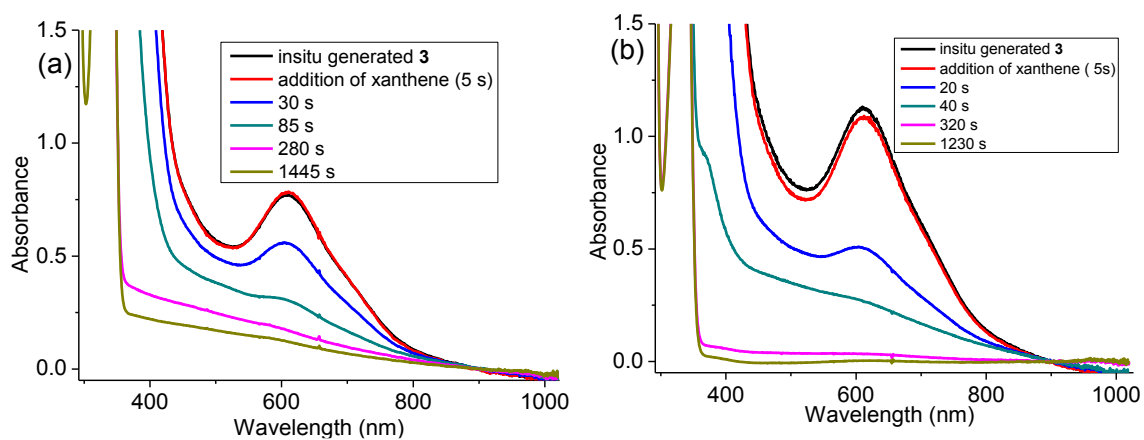 (a)
insitu generated 3
addition of xanthene (5 s)
30 s
85 s
280 s
1445 s
Absorbance
1.5
1.0
0.5
0.0
400 600 800 1000
Wavelength (nm)
(b)
insitu generated 3
addition of xanthene ( 5s)
20 s
40 s
320 s
1230 s
Absorbance
1.5
1.0
0.5
0.0
400 600 800 1000
Wavelength (nm)